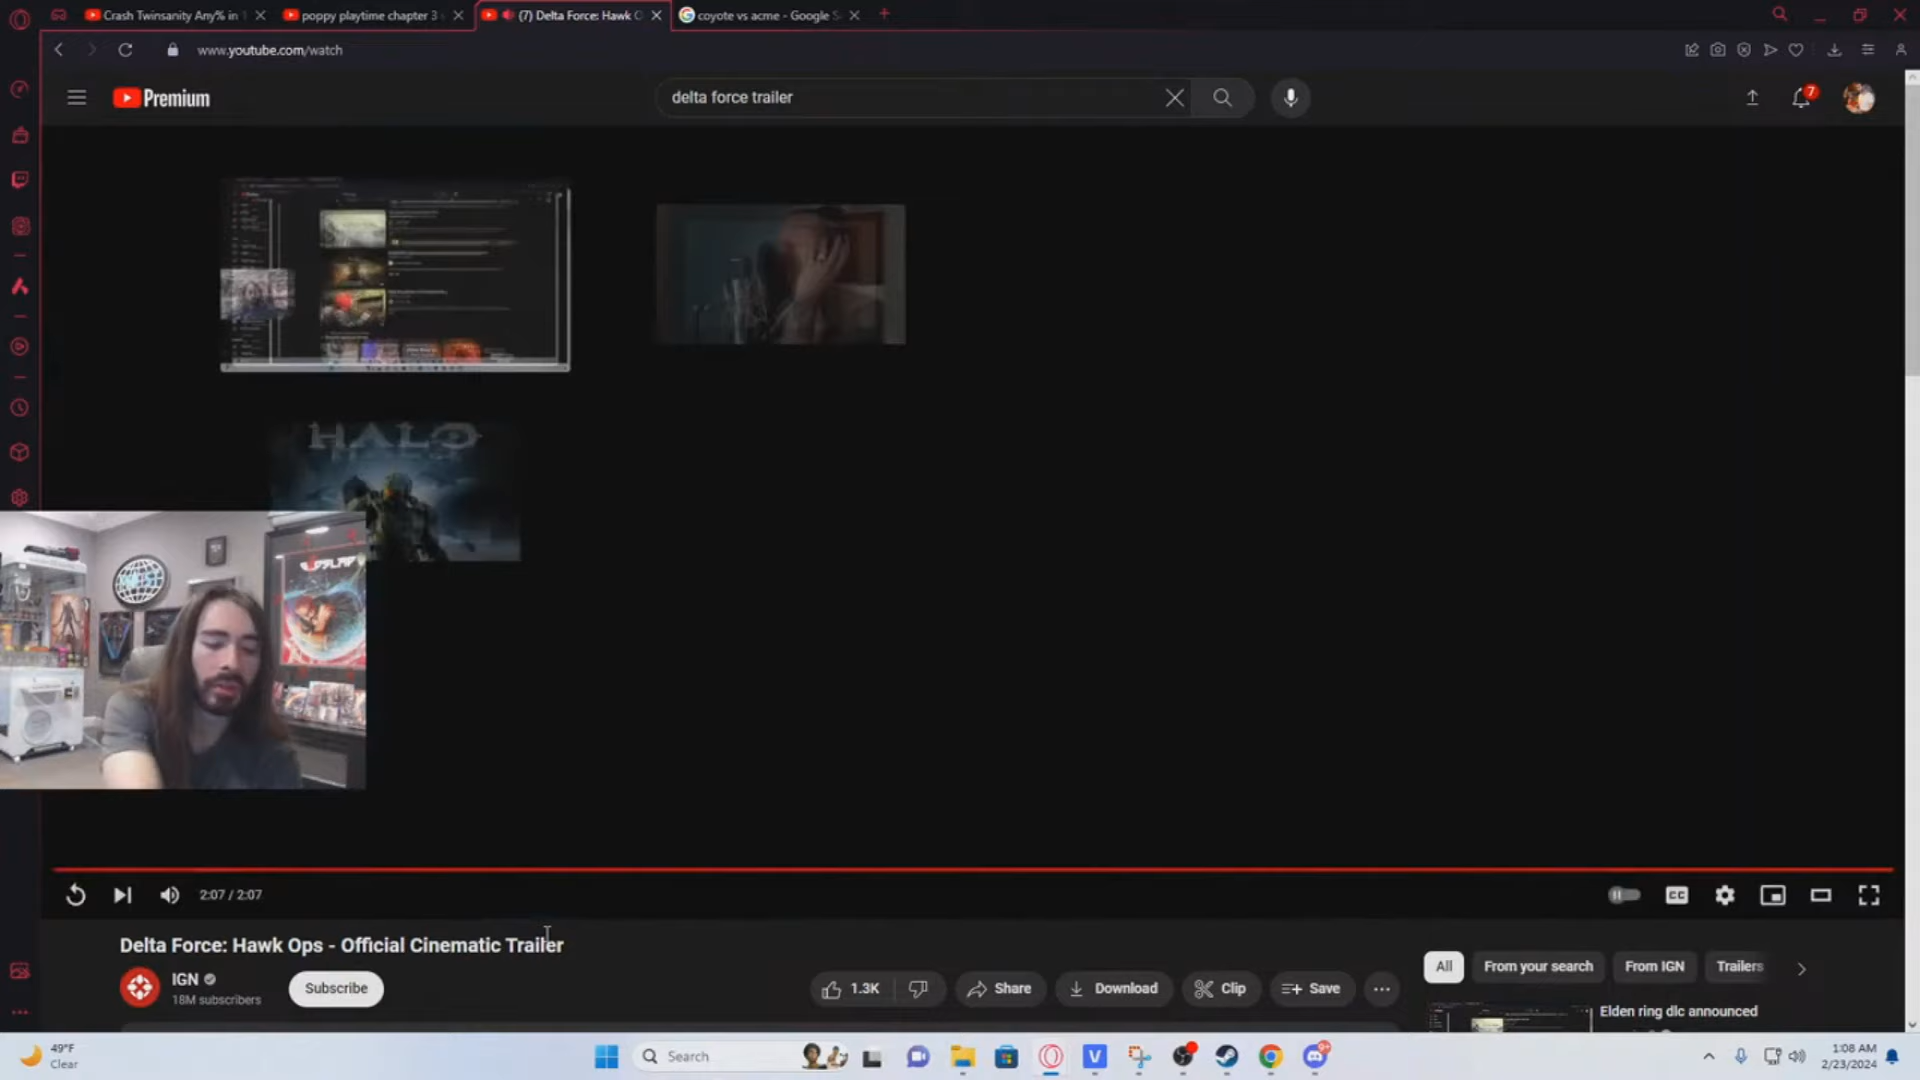 Crash Twinsanity Any% in 1
poppy playtime chapter 3
(7) Delta Force: Hawk O
coyote vs acme - Google S
www.youtube.com/watch
Premium
delta force trailer
7
HALO
2:07 / 2:07
CC
Delta Force: Hawk Ops - Official Cinematic Trailer
IGN
18M subscribers
Subscribe
1.3K
Share
Download
Clip
Save
All
From your search
From IGN
Trailers
Elden ring dlc announced
49°F
Clear
Search
1:08 AM
2/23/2024